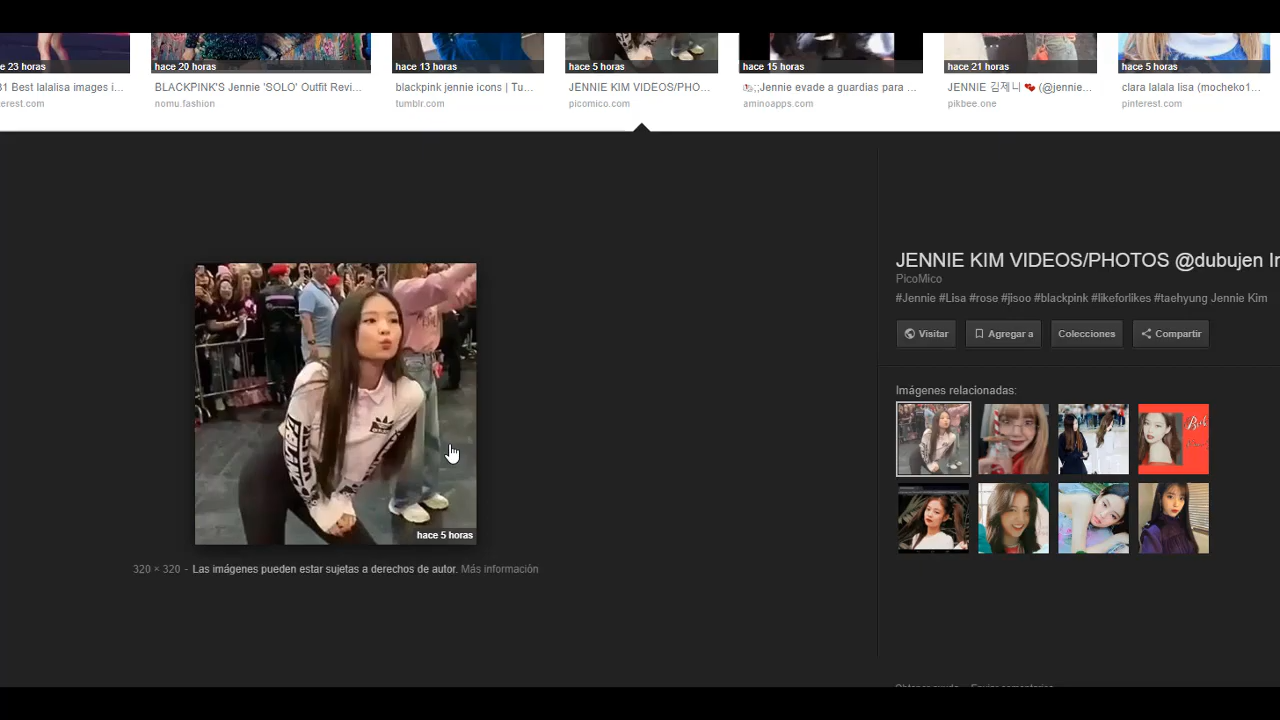 hace 23 horas
hace 20 horas
hace 13 horas
hace 5 horas
hace 15 horas
hace 21 horas
hace 5 horas
31 Best lalalisa images i...
BLACKPINK'S Jennie 'SOLO' Outfit Revi...
blackpink jennie icons | Tu...
JENNIE KIM VIDEOS/PHO...
;;Jennie evade a guardias para ...
JENNIE 김제니 (@jennie...
clara lalala lisa (mocheko1...
terest.com
nomu.fashion
tumblr.com
picomico.com
aminoapps.com
pikbee.one
pinterest.com
JENNIE KIM VIDEOS/PHOTOS @dubujen In
PicoMico
#Jennie #Lisa #rose #jisoo #blackpink #likeforlikes #taehyung Jennie Kim
Visitar
Agregar a
Colecciones
Compartir
Imágenes relacionadas:
hace 5 horas
320 × 320 - Las imágenes pueden estar sujetas a derechos de autor. Más información